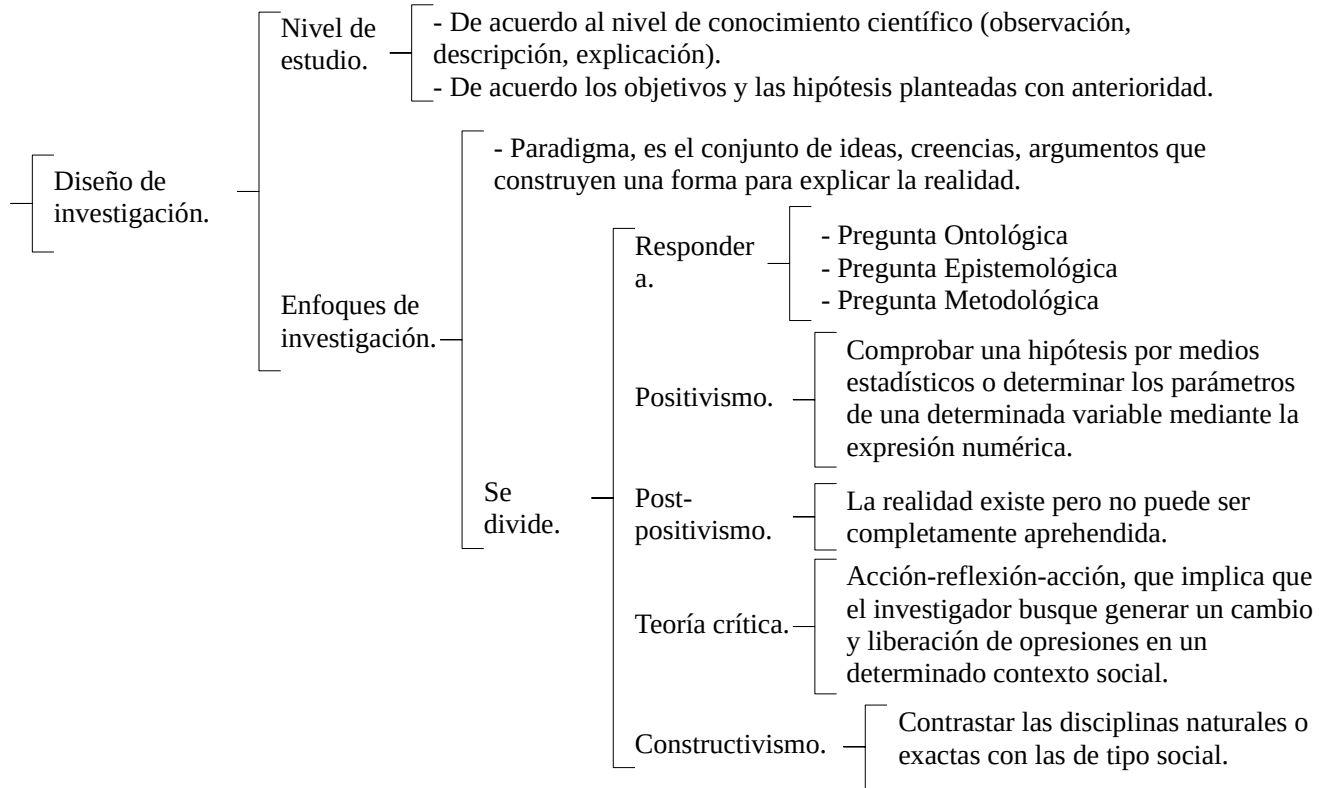 Diseño de
investigación.
Nivel de
estudio.
- De acuerdo al nivel de conocimiento científico (observación,
descripción, explicación).
- De acuerdo los objetivos y las hipótesis planteadas con anterioridad.
Enfoques de
investigación.
- Paradigma, es el conjunto de ideas, creencias, argumentos que
construyen una forma para explicar la realidad.
Se
divide.
Responder
a.
- Pregunta Ontológica
- Pregunta Epistemológica
- Pregunta Metodológica
Positivismo.
Comprobar una hipótesis por medios
estadísticos o determinar los parámetros
de una determinada variable mediante la
expresión numérica.
Post-
positivismo.
La realidad existe pero no puede ser
completamente aprehendida.
Teoría crítica.
Acción-reflexión-acción, que implica que
el investigador busque generar un cambio
y liberación de opresiones en un
determinado contexto social.
Constructivismo.
Contrastar las disciplinas naturales o
exactas con las de tipo social.